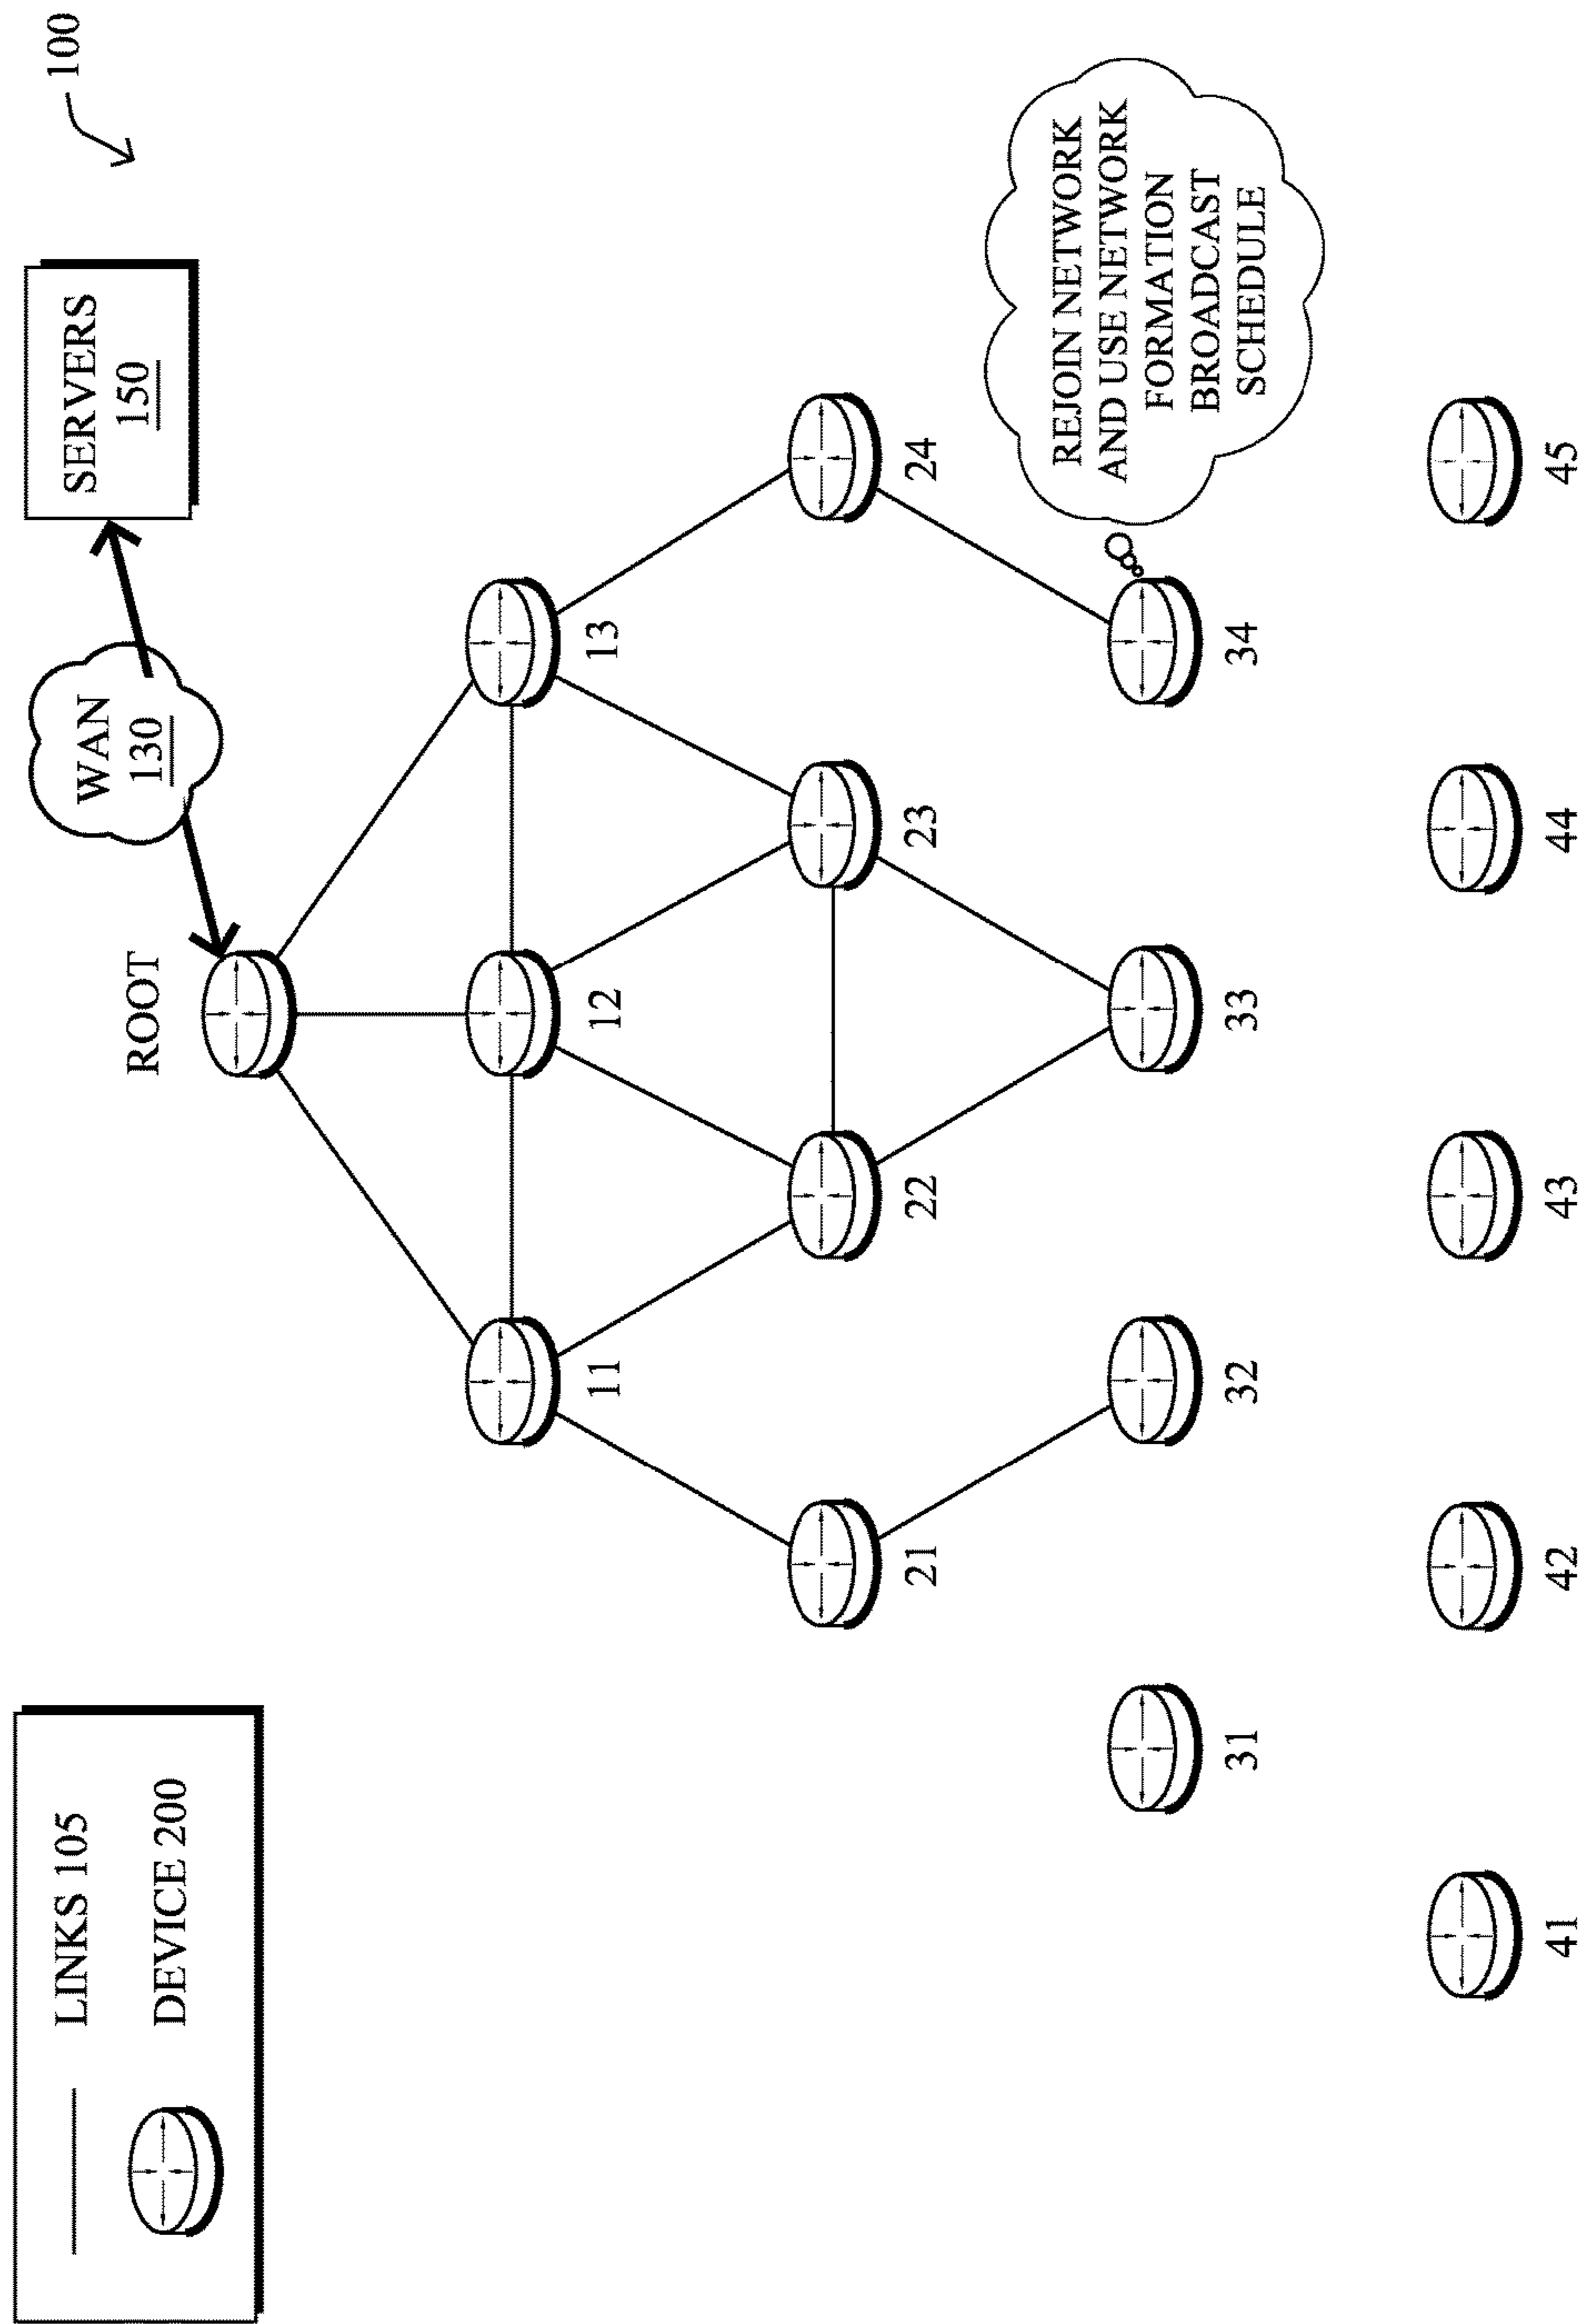 100
LINKS 105
DEVICE 200
WAN
130
SERVERS
150
ROOT
11
12
13
21
22
23
24
REJOIN NETWORK
AND USE NETWORK
FORMATION
BROADCAST
SCHEDULE
31
32
33
34
41
42
43
44
45